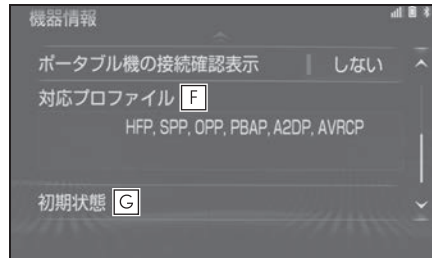 機器情報
ポータブル機の接続確認表示 しない
対応プロファイル F
HFP, SPP, OPP, PBAP, A2DP, AVRCP
初期状態 G